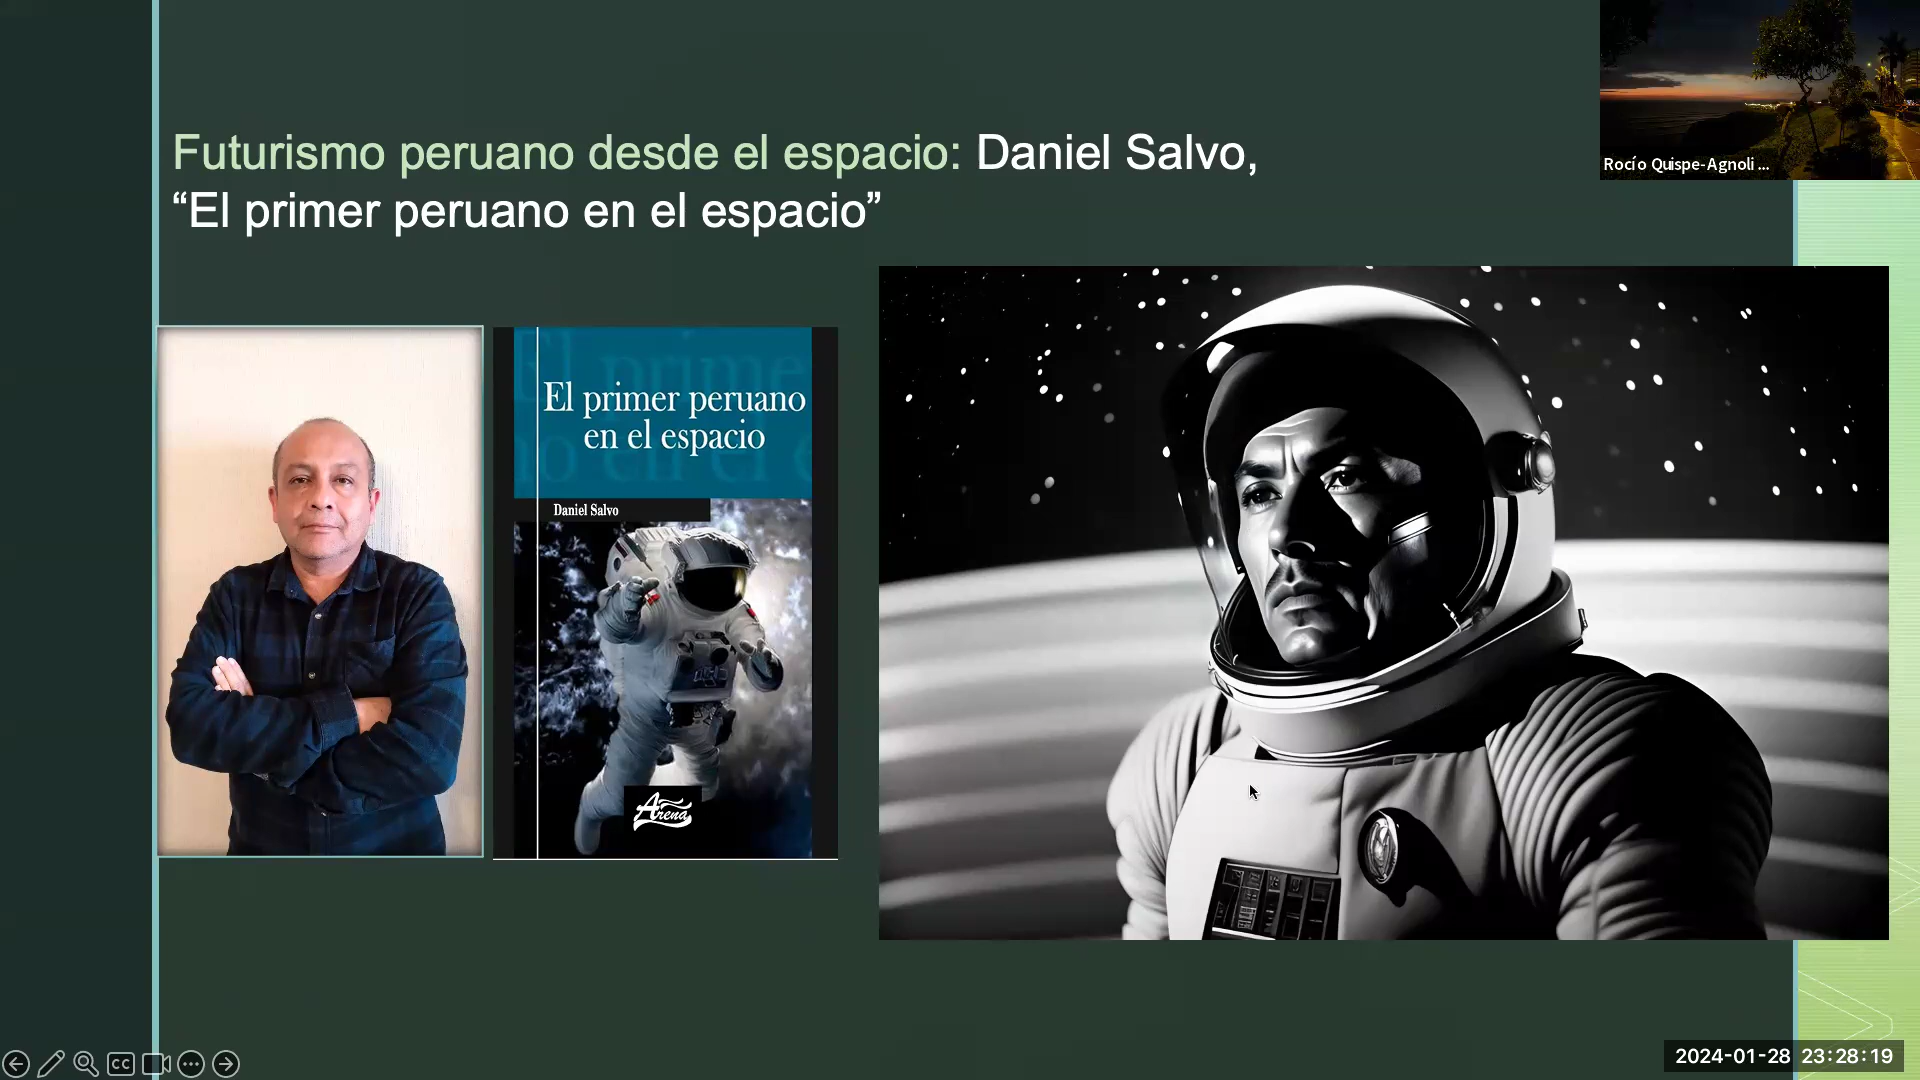 Futurismo peruano desde el espacio: Daniel Salvo,
“El primer peruano en el espacio”
Rocío Quispe-Agnoli ...
El primer peruano
en el espacio
Daniel Salvo
Arena
CC
2024-01-28 23:28:19